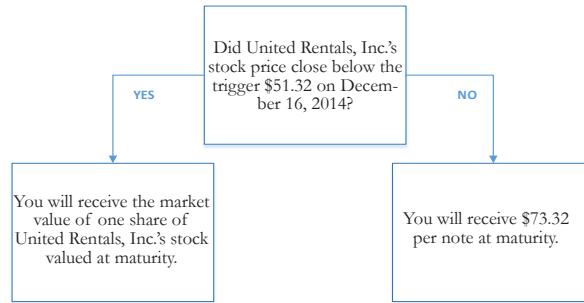 Did United Rentals, Inc.'s
stock price close below the
trigger $51.32 on Decem-
ber 16, 2014?
YES
NO
You will receive the market
value of one share of
United Rentals, Inc.'s stock
valued at maturity.
You will receive $73.32
per note at maturity.